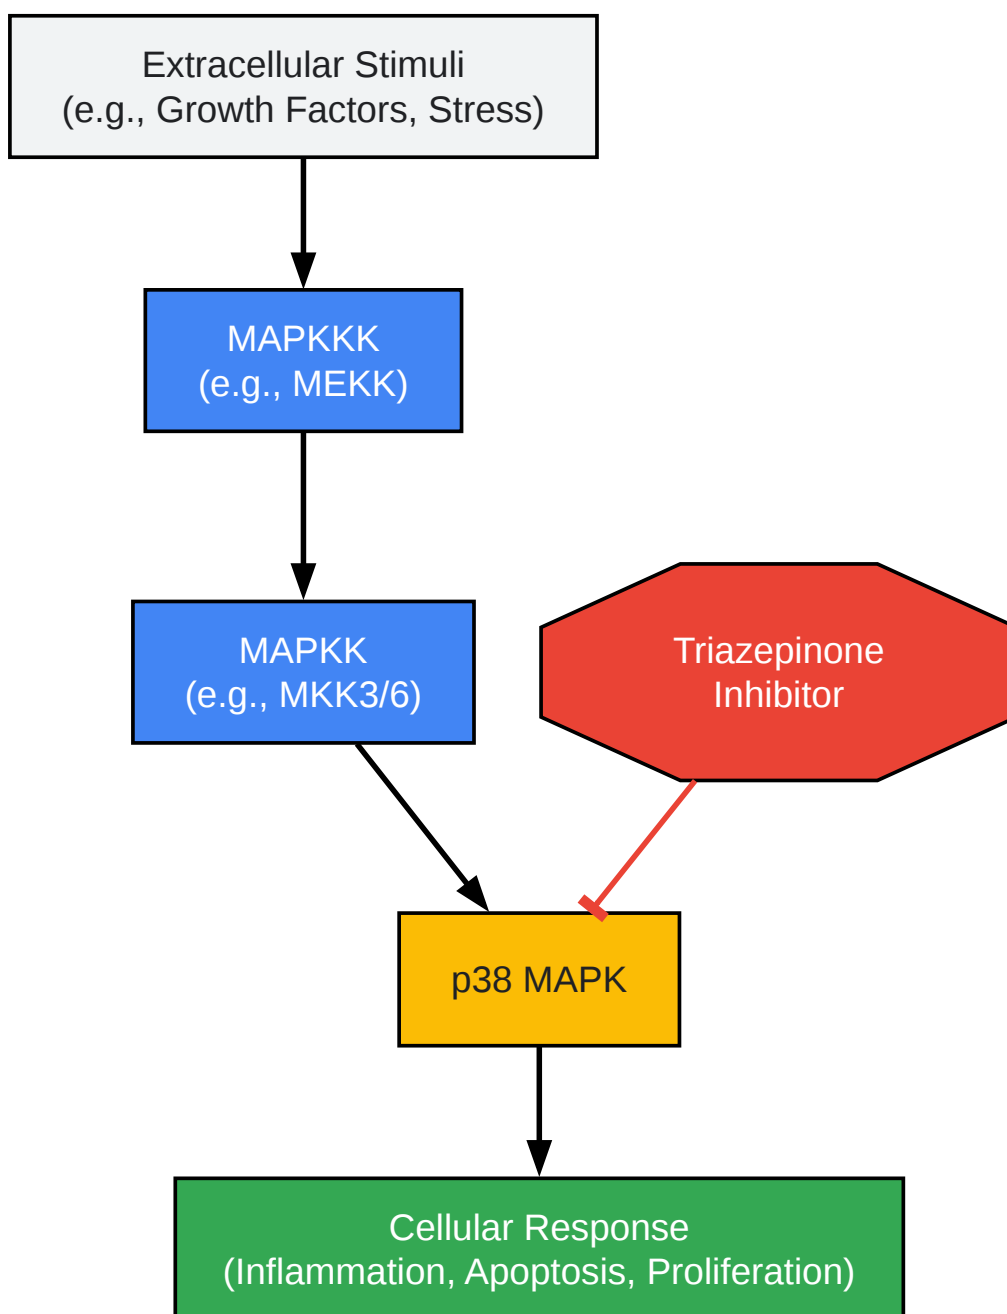 Extracellular Stimuli
(e.g., Growth Factors, Stress)
MAPKKK
(e.g., MEKK)
MAPKK
(e.g., MKK3/6)
Triazepinone
Inhibitor
p38 MAPK
Cellular Response
(Inflammation, Apoptosis, Proliferation)